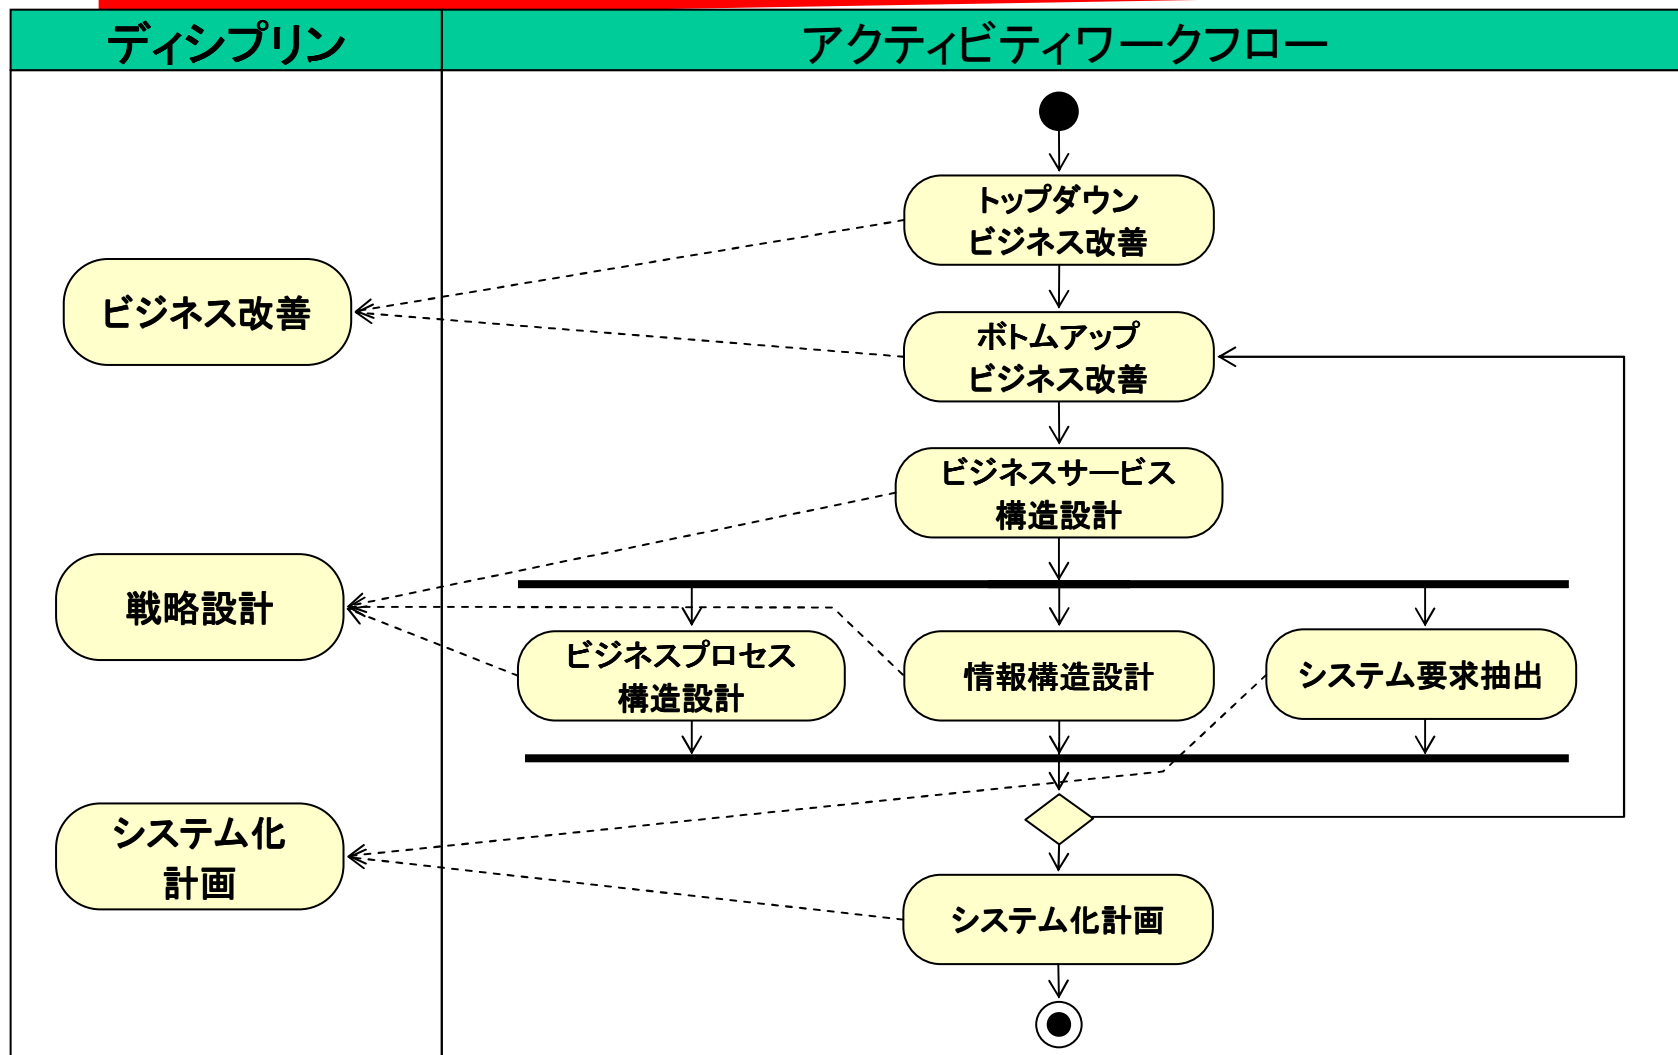 ディシプリン
アクティビティワークフロー
トップダウン
ビジネス改善
ビジネス改善
ボトムアップ
ビジネス改善
ビジネスサービス
構造設計
戦略設計
ビジネスプロセス
構造設計
情報構造設計
システム要求抽出
システム化
計画
システム化計画